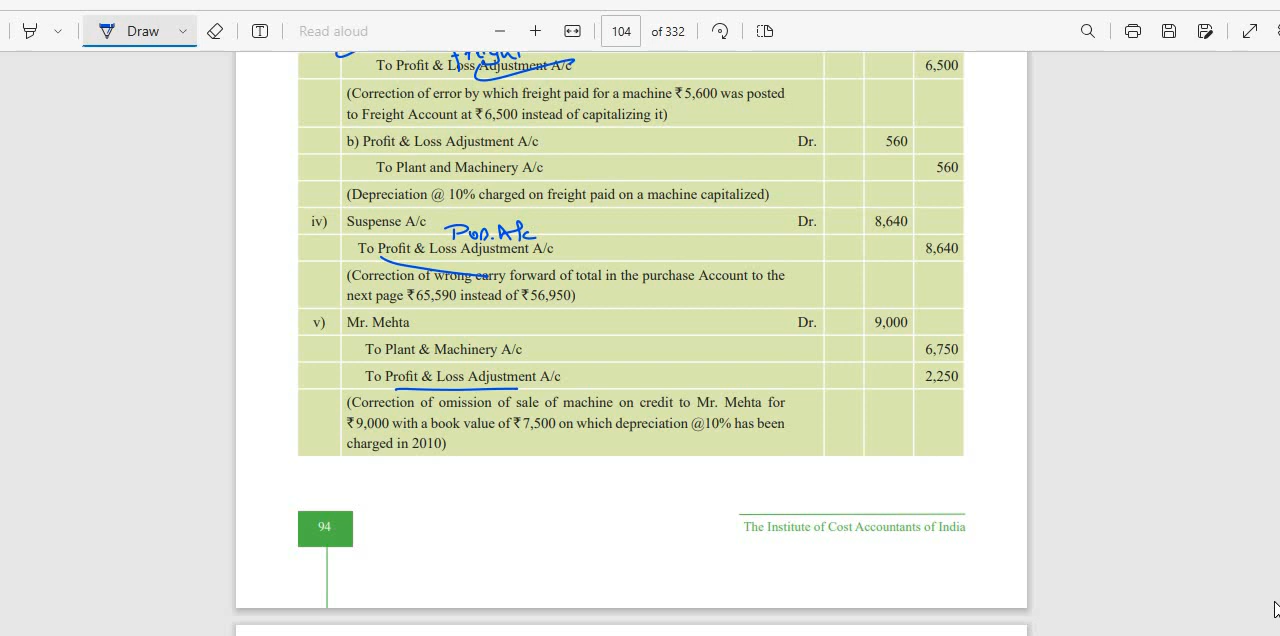 Draw
Read aloud
104 of 332
freight
To Profit & Loss Adjustment A/c 6,500
(Correction of error by which freight paid for a machine ₹5,600 was posted
to Freight Account at ₹6,500 instead of capitalizing it)
b) Profit & Loss Adjustment A/c Dr. 560
To Plant and Machinery A/c 560
(Depreciation @ 10% charged on freight paid on a machine capitalized)
iv) Suspense A/c Dr. 8,640
A/c
To Profit & Loss Adjustment A/c 8,640
(Correction of wrong carry forward of total in the purchase Account to the
next page ₹65,590 instead of ₹56,950)
v) Mr. Mehta Dr. 9,000
To Plant & Machinery A/c 6,750
To Profit & Loss Adjustment A/c 2,250
(Correction of omission of sale of machine on credit to Mr. Mehta for
₹9,000 with a book value of ₹7,500 on which depreciation @10% has been
charged in 2010)
94
The Institute of Cost Accountants of India